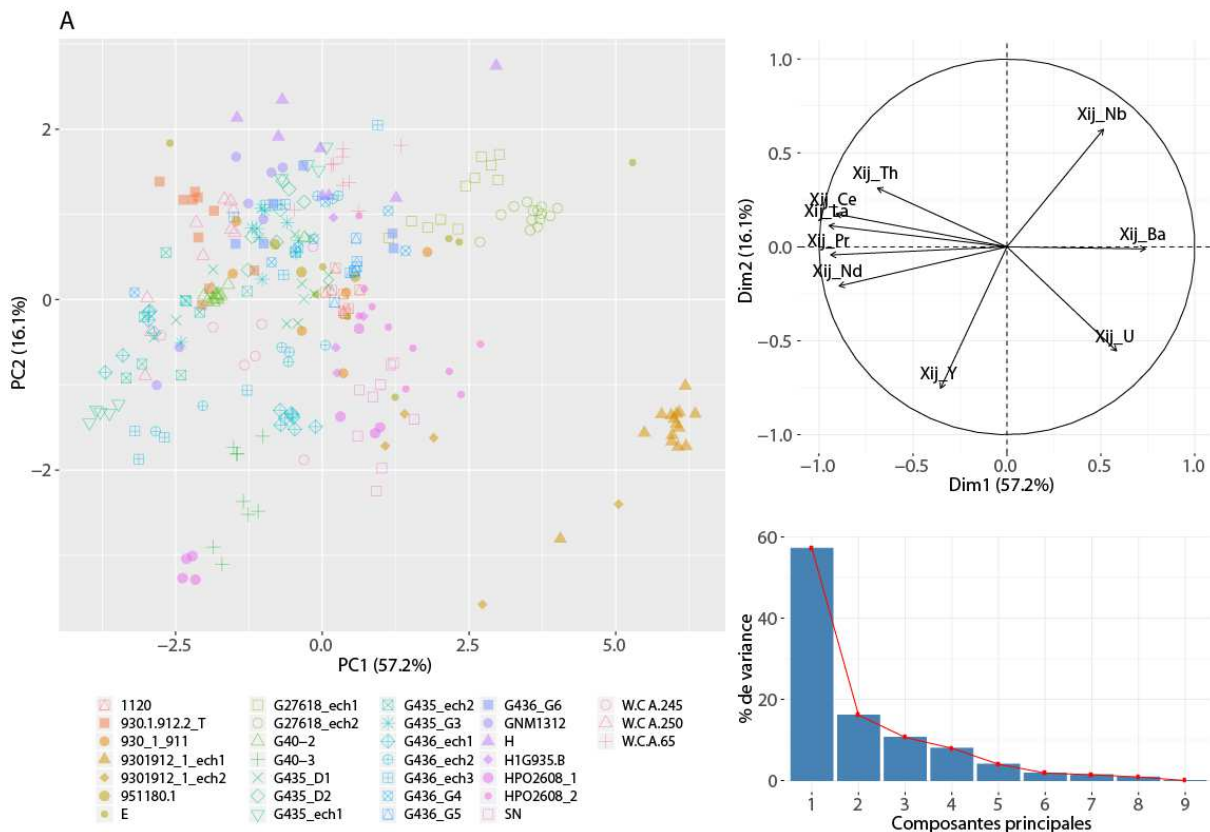 A
2
0
−2
−2.5
0.0
2.5
5.0
PC2 (16.1%)
PC1 (57.2%)
1120
930.1.912.2_T
930_1_911
9301912_1_ech1
9301912_1_ech2
951180.1
E
G27618_ech1
G27618_ech2
G40−2
G40−3
G435_D1
G435_D2
G435_ech1
G435_ech2
G435_G3
G436_ech1
G436_ech2
G436_ech3
G436_G4
G436_G5
G436_G6
GNM1312
H
H1G935.B
HPO2608_1
HPO2608_2
SN
W.C.A.245
W.C.A.250
W.C.A.65
1.0
0.5
0.0
−0.5
−1.0
Dim2 (16.1%)
Xij_Nb
Xij_Th
Xij_Ce
Xij_La
Xij_Pr
Xij_Ba
Xij_Nd
Xij_U
Xij_Y
−1.0
−0.5
0.0
0.5
1.0
Dim1 (57.2%)
60
40
20
0
% de variance
1 2 3 4 5 6 7 8 9
Composantes principales